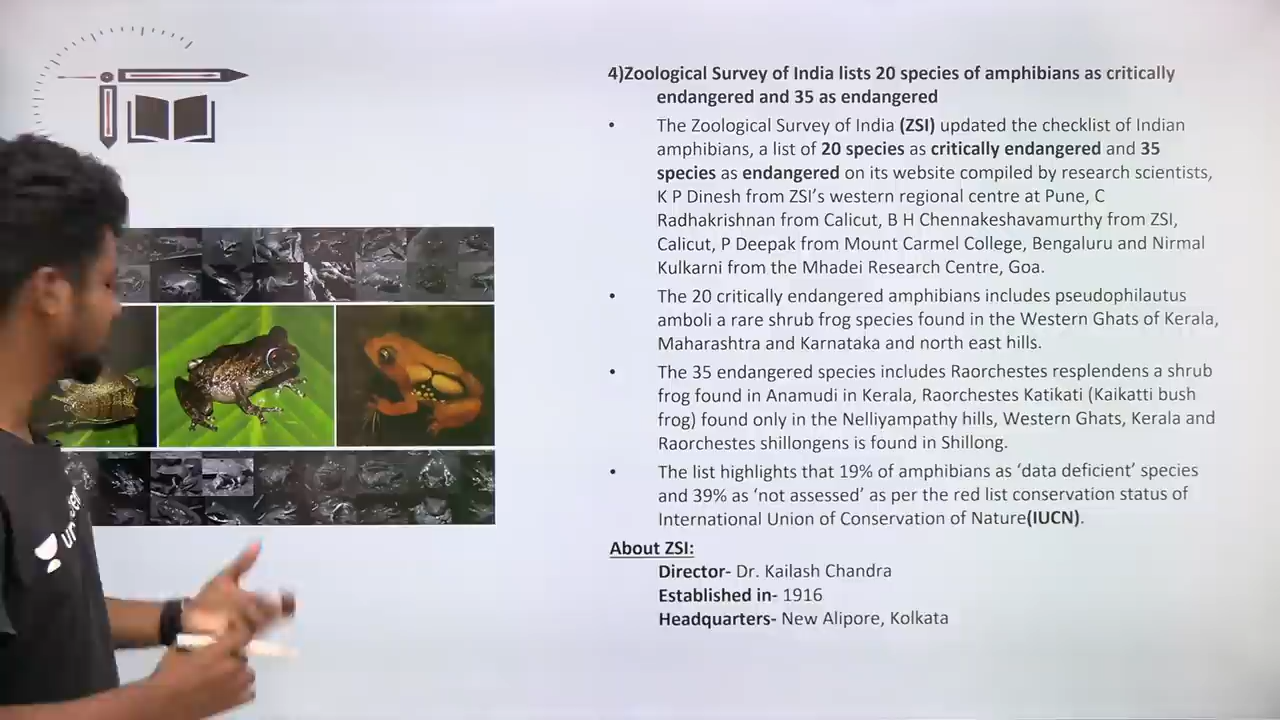 4)Zoological Survey of India lists 20 species of amphibians as critically
endangered and 35 as endangered
• The Zoological Survey of India (ZSI) updated the checklist of Indian
amphibians, a list of 20 species as critically endangered and 35
species as endangered on its website compiled by research scientists,
K P Dinesh from ZSI's western regional centre at Pune, C
Radhakrishnan from Calicut, B H Chennakeshavamurthy from ZSI,
Calicut, P Deepak from Mount Carmel College, Bengaluru and Nirmal
Kulkarni from the Mhadei Research Centre, Goa.
• The 20 critically endangered amphibians includes pseudophilautus
amboli a rare shrub frog species found in the Western Ghats of Kerala,
Maharashtra and Karnataka and north east hills.
• The 35 endangered species includes Raorchestes resplendens a shrub
frog found in Anamudi in Kerala, Raorchestes Katikati (Kaikatti bush
frog) found only in the Nelliyampathy hills, Western Ghats, Kerala and
Raorchestes shillongens is found in Shillong.
• The list highlights that 19% of amphibians as 'data deficient' species
and 39% as 'not assessed' as per the red list conservation status of
International Union of Conservation of Nature(IUCN).
About ZSI:
Director- Dr. Kailash Chandra
Established in- 1916
Headquarters- New Alipore, Kolkata